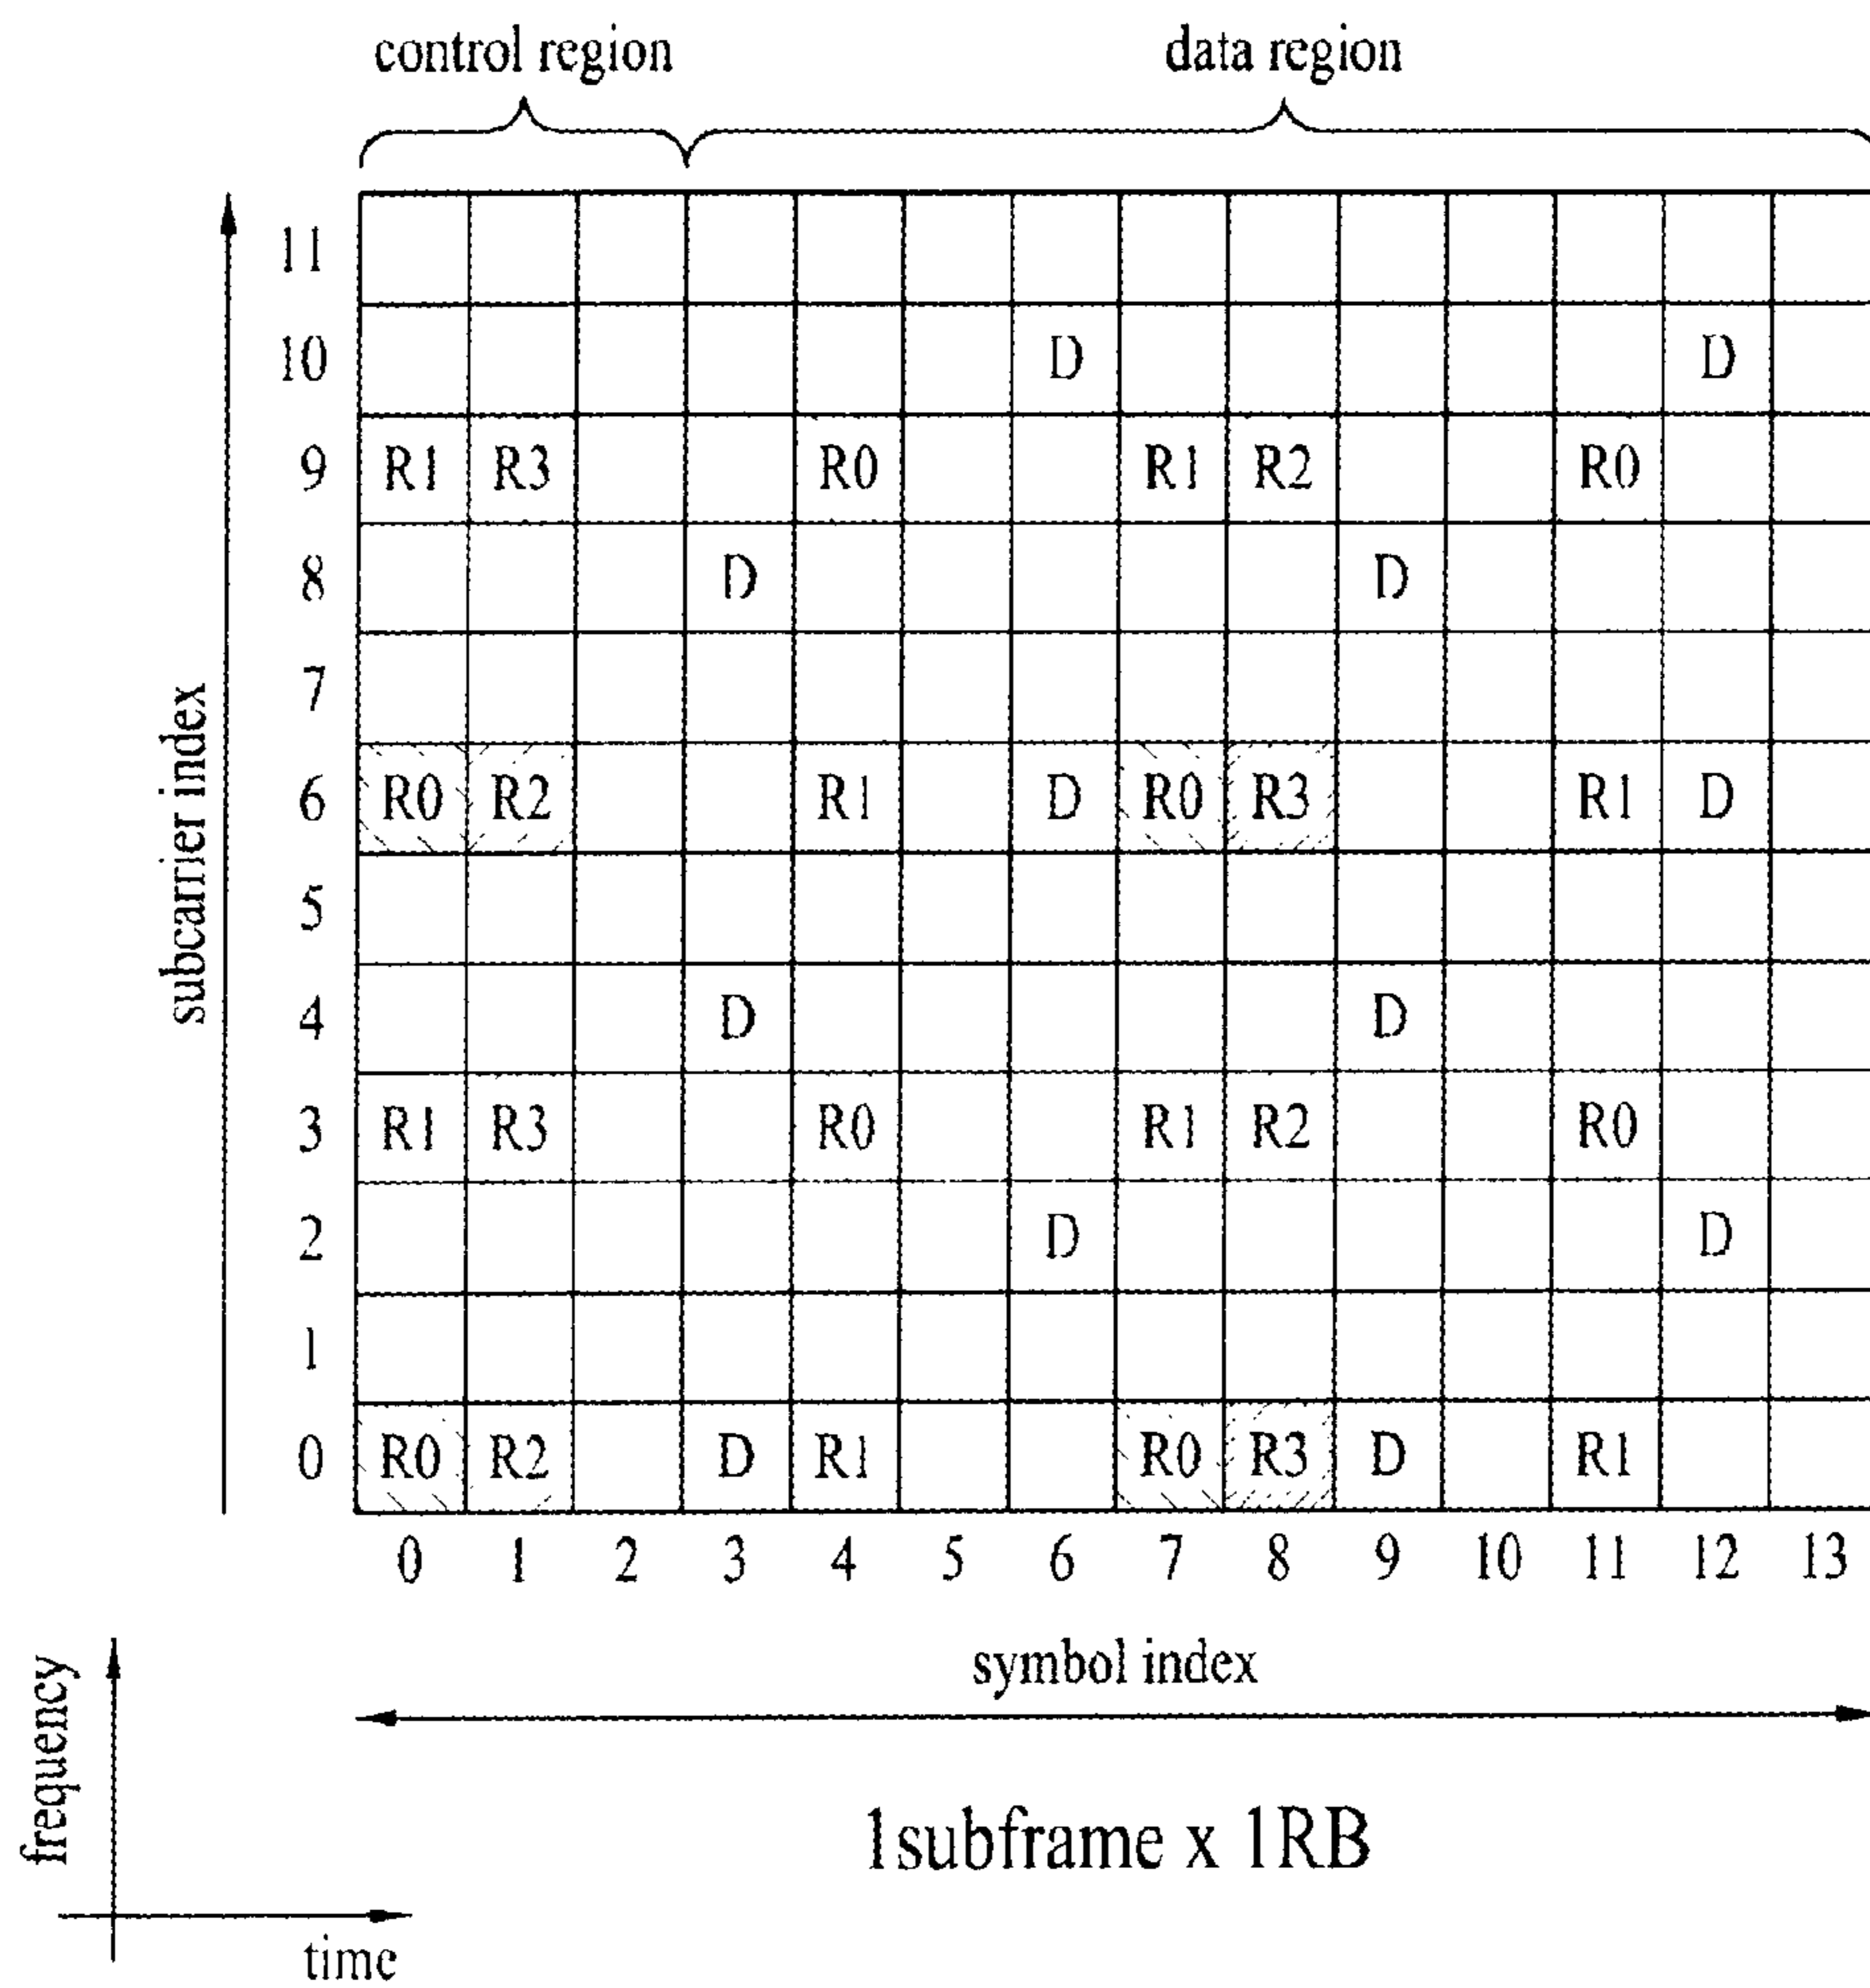 control region data region
11
10 D D
9 R1 R3 R0 R1 R2 R0
8 D D
7
6 R0 R2 R1 D R0 R3 R1 D
5
4 D D
3 R1 R3 R0 R1 R2 R0
2 D D
1
0 R0 R2 D R1 R0 R3 D R1
subcarrier index
0 1 2 3 4 5 6 7 8 9 10 11 12 13
symbol index
frequency
time
1subframe x 1RB